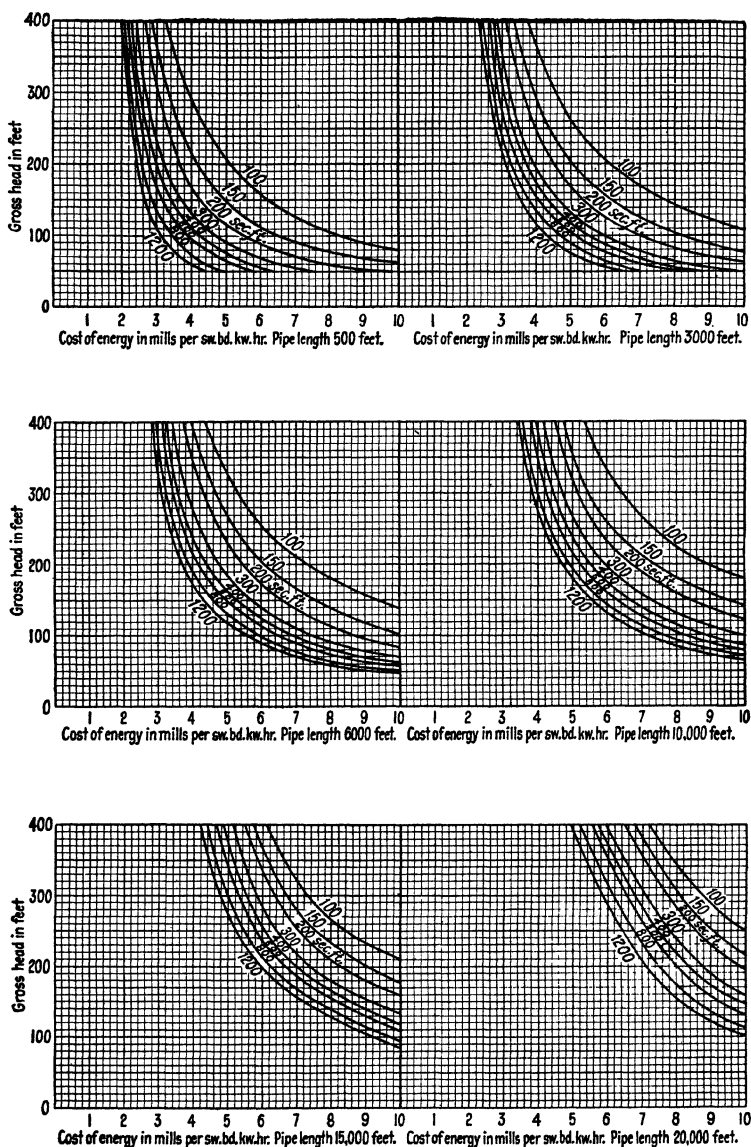 400
300
200
100
0
Gross head in feet
100
150
200 sec.ft.
300
1200
1 2 3 4 5 6 7 8 9 10
Cost of energy in mills per sw.bd.kw.hr. Pipe length 500 feet.
100
150
200 sec.ft.
300
1200
1 2 3 4 5 6 7 8 9 10
Cost of energy in mills per sw.bd.kw.hr. Pipe length 3000 feet.
400
300
200
100
0
Gross head in feet
100
150
200 sec.ft.
300
1200
1 2 3 4 5 6 7 8 9 10
Cost of energy in mills per sw.bd.kw.hr. Pipe length 6000 feet.
100
150
200 sec.ft.
300
1200
1 2 3 4 5 6 7 8 9 10
Cost of energy in mills per sw.bd.kw.hr. Pipe length 10,000 feet.
400
300
200
100
0
Gross head in feet
100
150
200 sec.ft.
300
1200
1 2 3 4 5 6 7 8 9 10
Cost of energy in mills per sw.bd.kw.hr. Pipe length 15,000 feet.
100
150
200 sec.ft.
300
800
1200
1 2 3 4 5 6 7 8 9 10
Cost of energy in mills per sw.bd.kw.hr. Pipe length 20,000 feet.